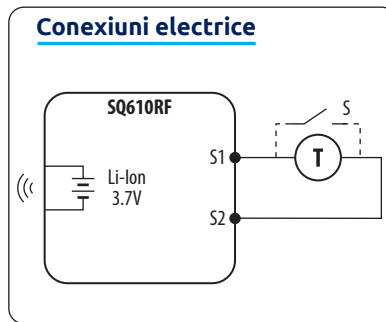 Conexiuni electrice
SQ610RF
S
S1
T
Li-Ion
3.7V
S2